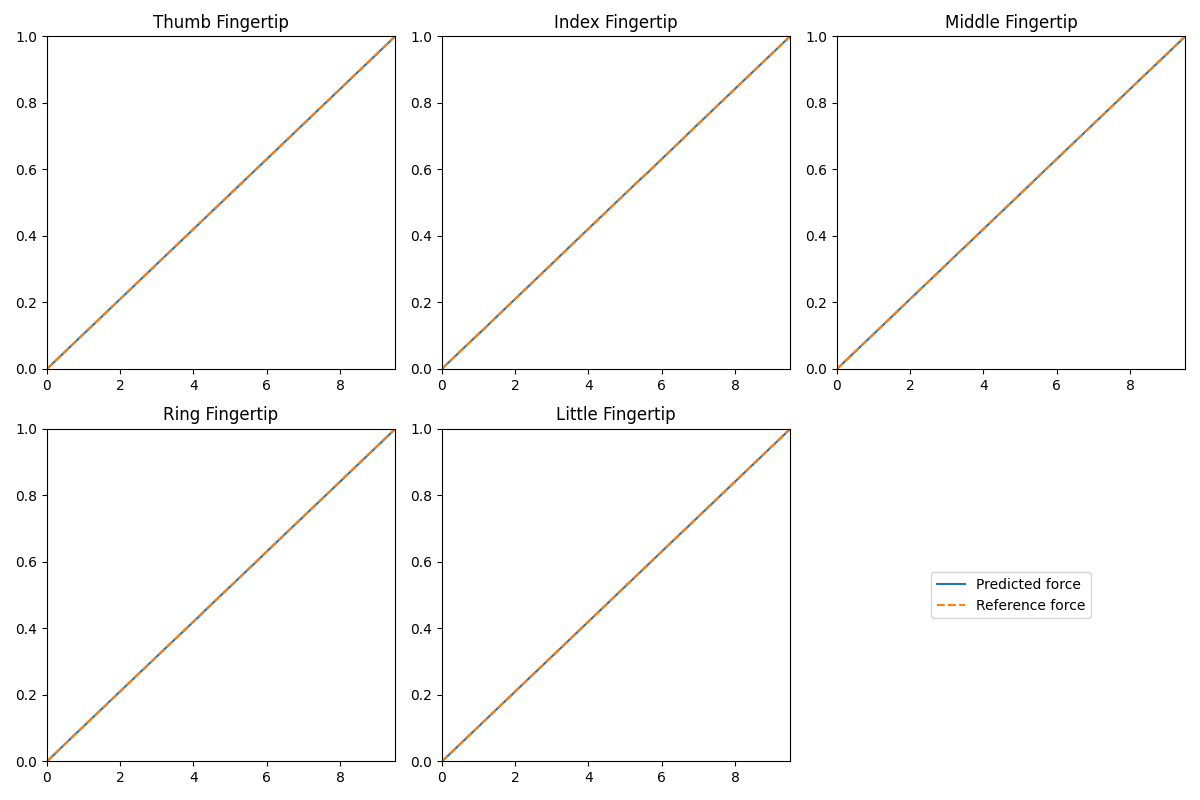 Thumb Fingertip
1.0
0.8
0.6
0.4
0.2
0.0
0 2 4 6 8
Index Fingertip
1.0
0.8
0.6
0.4
0.2
0.0
0 2 4 6 8
Middle Fingertip
1.0
0.8
0.6
0.4
0.2
0.0
0 2 4 6 8
Ring Fingertip
1.0
0.8
0.6
0.4
0.2
0.0
0 2 4 6 8
Little Fingertip
1.0
0.8
0.6
0.4
0.2
0.0
0 2 4 6 8
Predicted force
Reference force